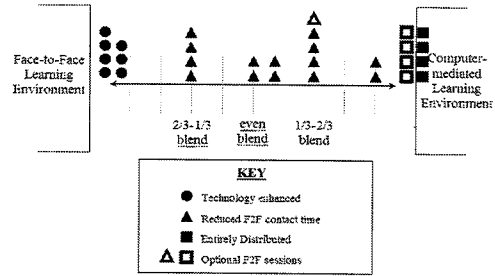 Face-to-Face
Learning
Environment
Computer-
mediated
Learning
Environment
2/3-1/3
blend
even
blend
1/3-2/3
blend
KEY
Technology enhanced
Reduced F2F contact time
Entirely Distributed
Optional F2F sessions